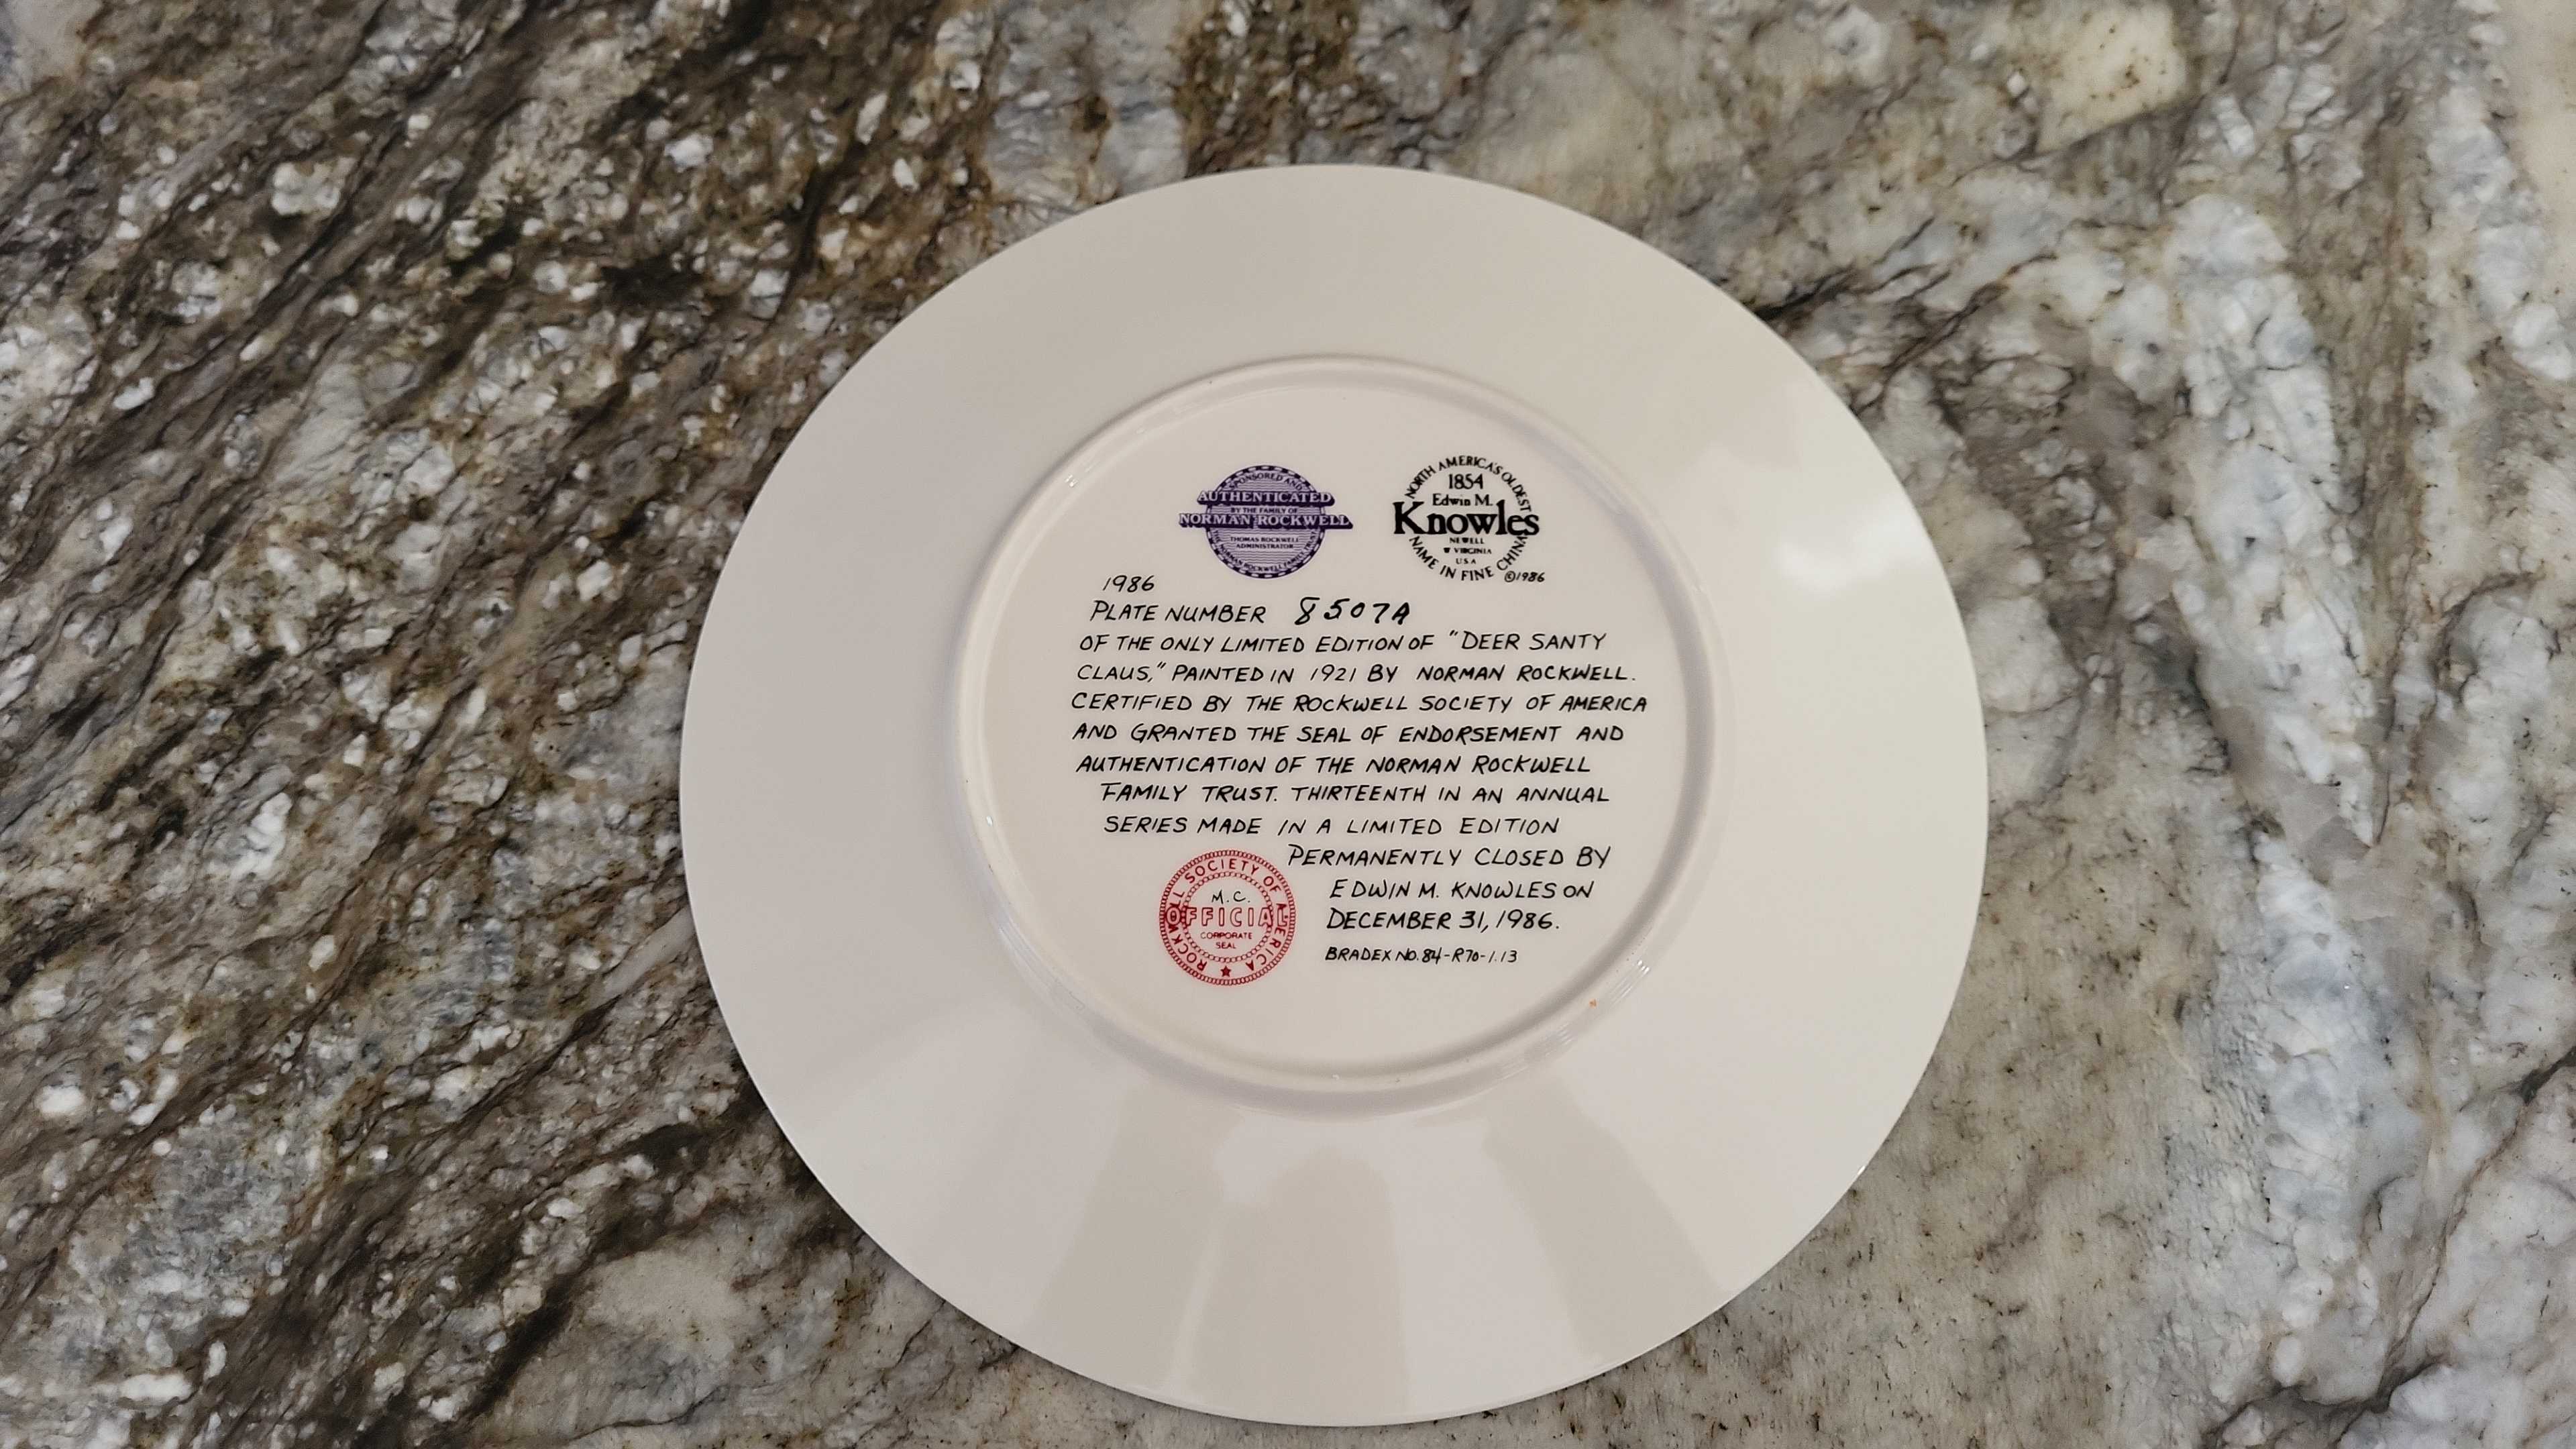 SPONSORED AND
AUTHENTICATED
BY THE FAMILY OF
NORMAN ROCKWELL
THOMAS ROCKWELL
ADMINISTRATOR
NORTH AMERICA'S OLDEST
1854
Edwin M.
Knowles
NEWELL
W VIRGINIA
U.S.A
NAME IN FINE CHINA
©1986
1986
PLATE NUMBER 8507A
OF THE ONLY LIMITED EDITION OF "DEER SANTY
CLAUS," PAINTED IN 1921 BY NORMAN ROCKWELL.
CERTIFIED BY THE ROCKWELL SOCIETY OF AMERICA
AND GRANTED THE SEAL OF ENDORSEMENT AND
AUTHENTICATION OF THE NORMAN ROCKWELL
FAMILY TRUST. THIRTEENTH IN AN ANNUAL
SERIES MADE IN A LIMITED EDITION
PERMANENTLY CLOSED BY
EDWIN M. KNOWLES ON
DECEMBER 31, 1986.
BRADEX NO. 84-R70-1.13
ROCKWELL SOCIETY OF AMERICA
M.C.
OFFICIAL
CORPORATE
SEAL